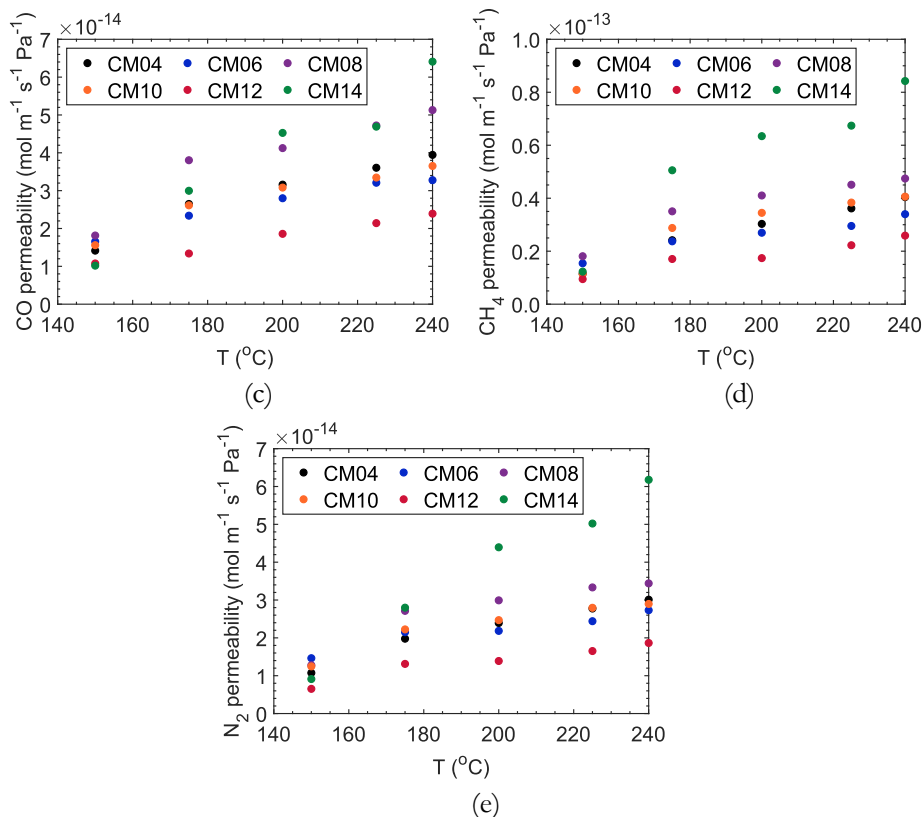 ×10⁻¹⁴
CO permeability (mol m⁻¹ s⁻¹ Pa⁻¹)
7
6
5
4
3
2
1
0
CM04 CM06 CM08
CM10 CM12 CM14
140 160 180 200 220 240
T (°C)
(c)
×10⁻¹³
CH₄ permeability (mol m⁻¹ s⁻¹ Pa⁻¹)
1.0
0.8
0.6
0.4
0.2
0.0
CM04 CM06 CM08
CM10 CM12 CM14
140 160 180 200 220 240
T (°C)
(d)
×10⁻¹⁴
N₂ permeability (mol m⁻¹ s⁻¹ Pa⁻¹)
7
6
5
4
3
2
1
0
CM04 CM06 CM08
CM10 CM12 CM14
140 160 180 200 220 240
T (°C)
(e)